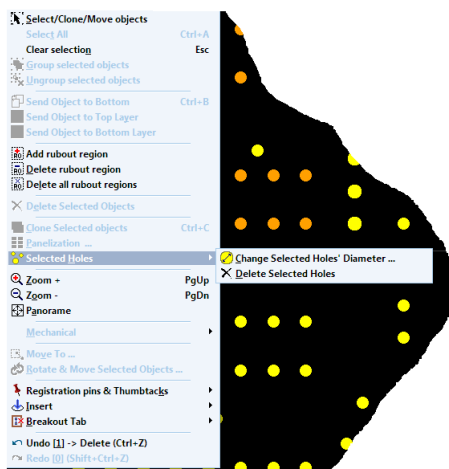 Select/Clone/Move objects
Select All Ctrl+A
Clear selection Esc
Group selected objects
Ungroup selected objects
Send Object to Bottom Ctrl+B
Send Object to Top Layer
Send Object to Bottom Layer
Add rubout region
Delete rubout region
Delete all rubout regions
Delete Selected Objects
Clone Selected objects Ctrl+C
Panelization ...
Selected Holes
Change Selected Holes' Diameter ...
Delete Selected Holes
Zoom + PgUp
Zoom - PgDn
Panorame
Mechanical
Move To ...
Rotate & Move Selected Objects ...
Registration pins & Thumbtacks
Insert
Breakout Tab
Undo [1] -> Delete (Ctrl+Z)
Redo [0] (Shift+Ctrl+Z)